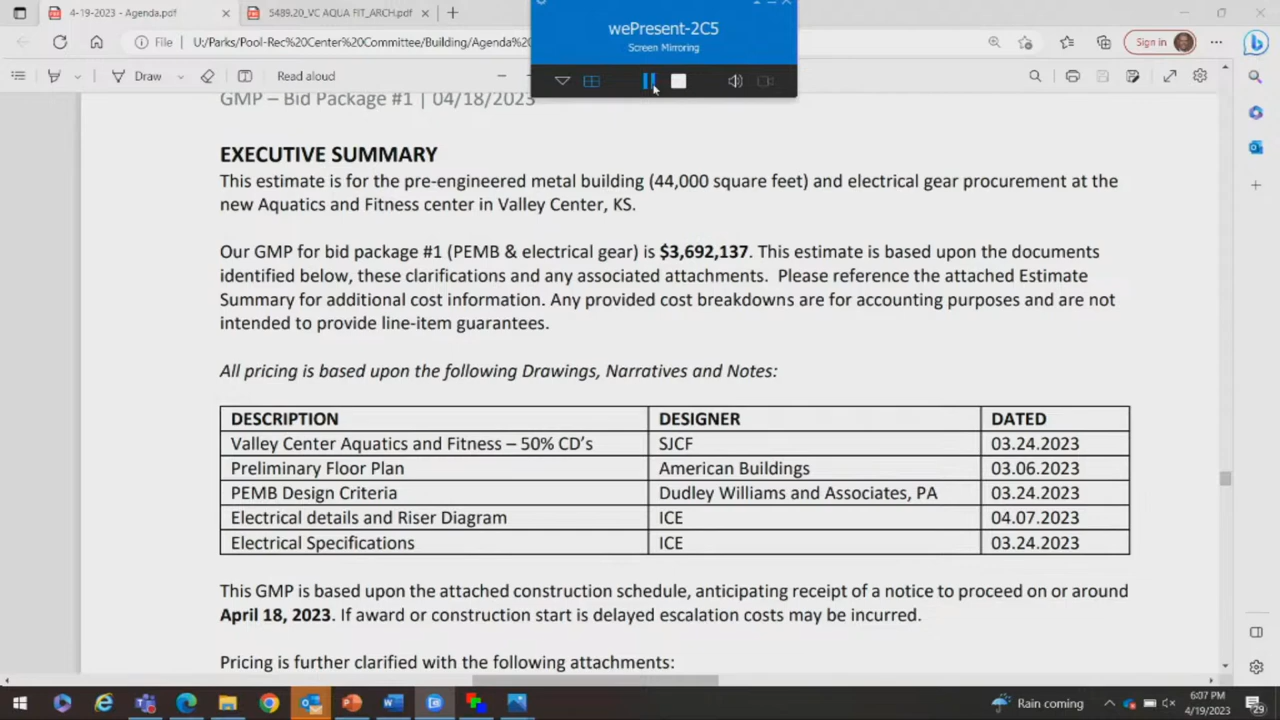 4-19-2023 - Agenda.pdf
5489.20_VC AQUA FIT_ARCH.pdf
wePresent-2C5
Screen Mirroring
File
U:/Parks/Pool-Rec%20Center%20Committee/Building/Agenda%20
Sign in
Draw
Read aloud
GMP – Bid Package #1 | 04/18/2023
EXECUTIVE SUMMARY
This estimate is for the pre-engineered metal building (44,000 square feet) and electrical gear procurement at the
new Aquatics and Fitness center in Valley Center, KS.
Our GMP for bid package #1 (PEMB & electrical gear) is $3,692,137. This estimate is based upon the documents
identified below, these clarifications and any associated attachments. Please reference the attached Estimate
Summary for additional cost information. Any provided cost breakdowns are for accounting purposes and are not
intended to provide line-item guarantees.
All pricing is based upon the following Drawings, Narratives and Notes:
DESCRIPTION DESIGNER DATED
Valley Center Aquatics and Fitness – 50% CD's SJCF 03.24.2023
Preliminary Floor Plan American Buildings 03.06.2023
PEMB Design Criteria Dudley Williams and Associates, PA 03.24.2023
Electrical details and Riser Diagram ICE 04.07.2023
Electrical Specifications ICE 03.24.2023
This GMP is based upon the attached construction schedule, anticipating receipt of a notice to proceed on or around
April 18, 2023. If award or construction start is delayed escalation costs may be incurred.
Pricing is further clarified with the following attachments:
Rain coming
6:07 PM
4/19/2023
29